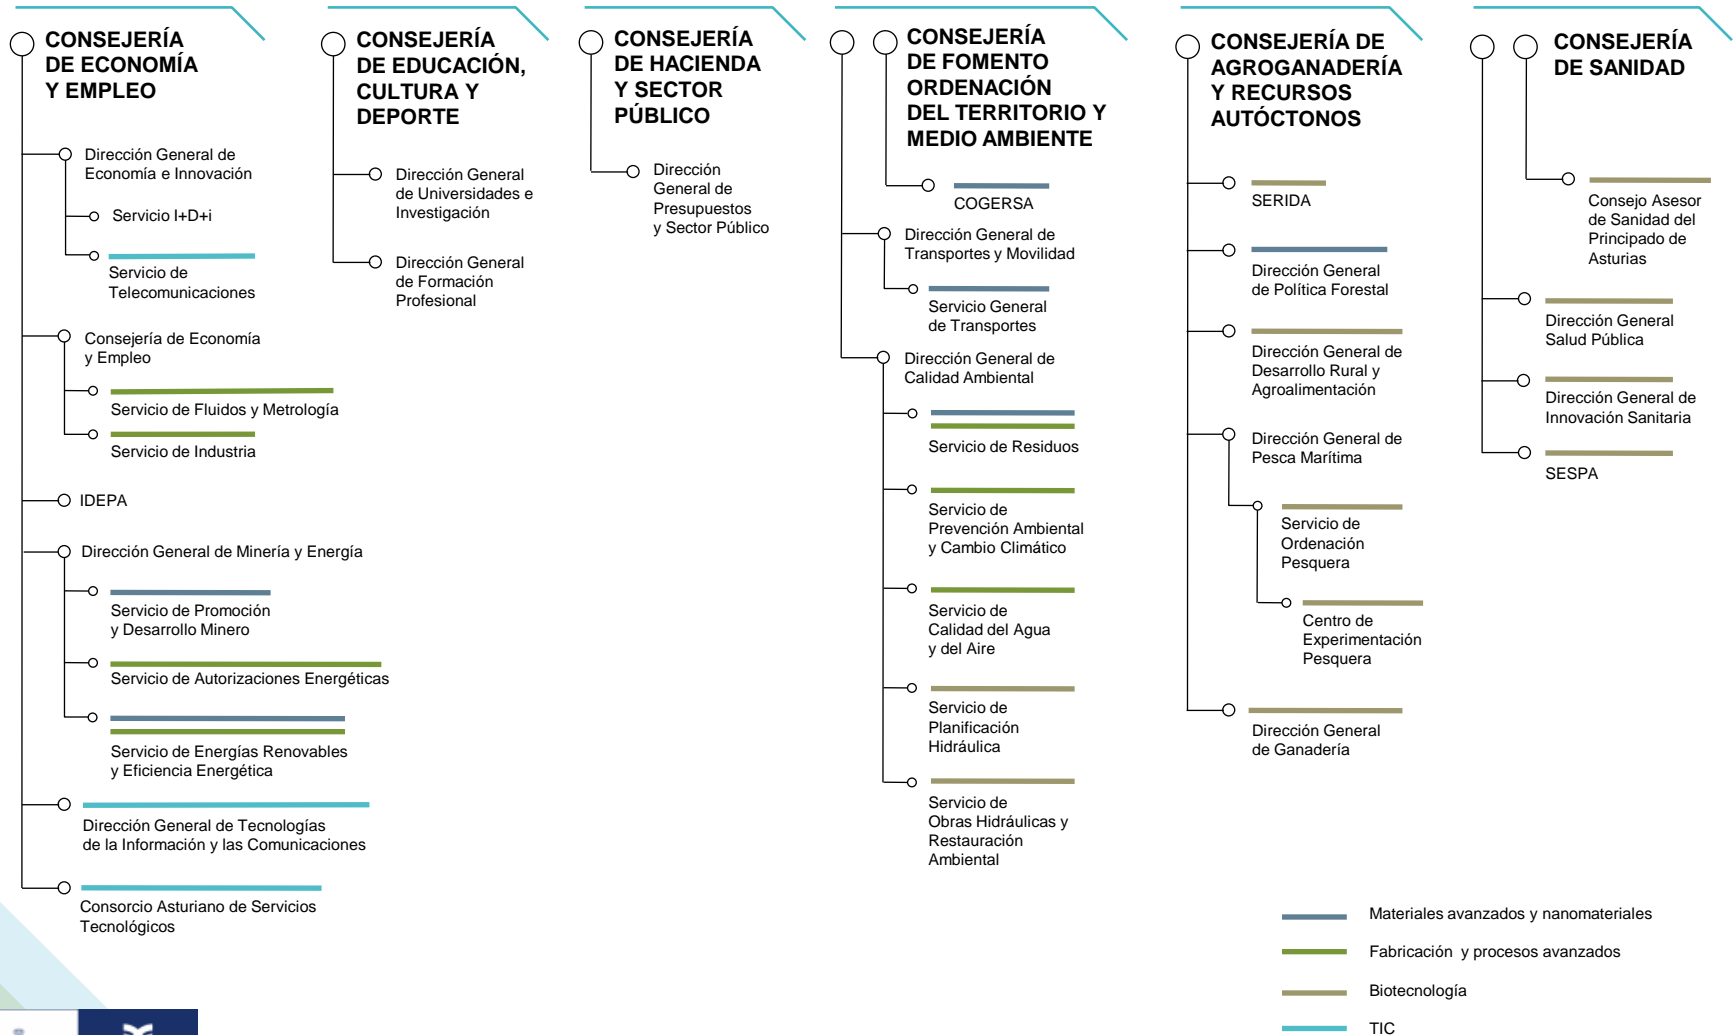 CONSEJERÍA
DE ECONOMÍA
Y EMPLEO
Dirección General de
Economía e Innovación
Servicio I+D+i
Servicio de
Telecomunicaciones
Consejería de Economía
y Empleo
Servicio de Fluidos y Metrología
Servicio de Industria
IDEPA
Dirección General de Minería y Energía
Servicio de Promoción
y Desarrollo Minero
Servicio de Autorizaciones Energéticas
Servicio de Energías Renovables
y Eficiencia Energética
Dirección General de Tecnologías
de la Información y las Comunicaciones
Consorcio Asturiano de Servicios
Tecnológicos
CONSEJERÍA
DE EDUCACIÓN,
CULTURA Y
DEPORTE
Dirección General
de Universidades e
Investigación
Dirección General
de Formación
Profesional
CONSEJERÍA
DE HACIENDA
Y SECTOR
PÚBLICO
Dirección
General de
Presupuestos
y Sector Público
CONSEJERÍA
DE FOMENTO
ORDENACIÓN
DEL TERRITORIO Y
MEDIO AMBIENTE
COGERSA
Dirección General de
Transportes y Movilidad
Servicio General
de Transportes
Dirección General de
Calidad Ambiental
Servicio de Residuos
Servicio de
Prevención Ambiental
y Cambio Climático
Servicio de
Calidad del Agua
y del Aire
Servicio de
Planificación
Hidráulica
Servicio de
Obras Hidráulicas y
Restauración
Ambiental
CONSEJERÍA DE
AGROGANADERÍA
Y RECURSOS
AUTÓCTONOS
SERIDA
Dirección General
de Política Forestal
Dirección General de
Desarrollo Rural y
Agroalimentación
Dirección General de
Pesca Marítima
Servicio de
Ordenación
Pesquera
Centro de
Experimentación
Pesquera
Dirección General
de Ganadería
CONSEJERÍA
DE SANIDAD
Consejo Asesor
de Sanidad del
Principado de
Asturias
Dirección General
Salud Pública
Dirección General de
Innovación Sanitaria
SESPA
Materiales avanzados y nanomateriales
Fabricación y procesos avanzados
Biotecnología
TIC